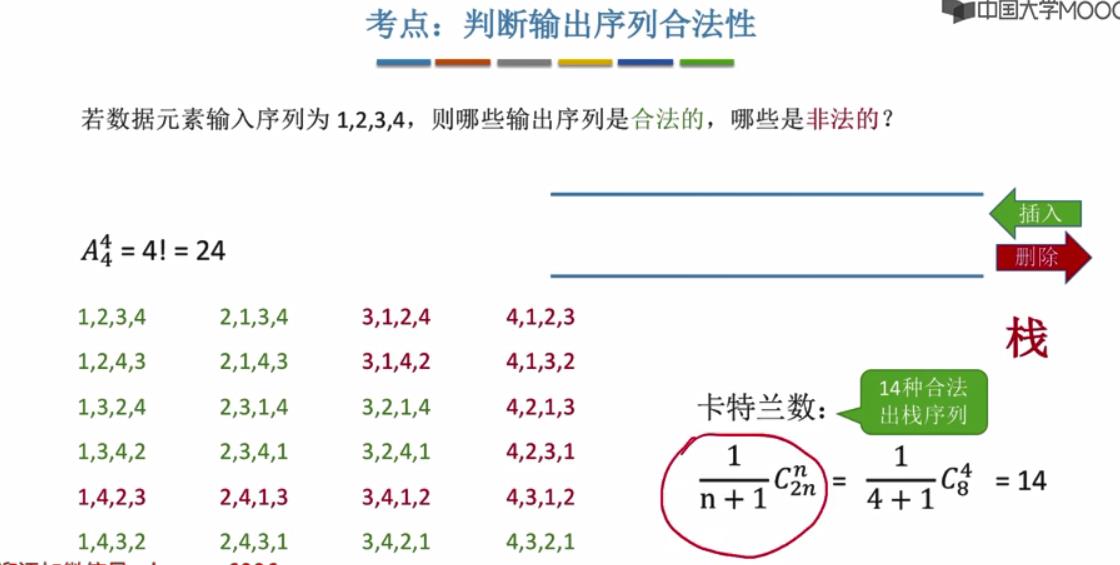 中国大学MOOC
考点：判断输出序列合法性
若数据元素输入序列为 1,2,3,4，则哪些输出序列是合法的，哪些是非法的？
插入
删除
栈
A₄⁴ = 4! = 24
1,2,3,4 2,1,3,4 3,1,2,4 4,1,2,3
1,2,4,3 2,1,4,3 3,1,4,2 4,1,3,2
1,3,2,4 2,3,1,4 3,2,1,4 4,2,1,3
1,3,4,2 2,3,4,1 3,2,4,1 4,2,3,1
1,4,2,3 2,4,1,3 3,4,1,2 4,3,1,2
1,4,3,2 2,4,3,1 3,4,2,1 4,3,2,1
14种合法
出栈序列
卡特兰数：
1/(n + 1) C₂ₙⁿ = 1/(4 + 1) C₈⁴ = 14